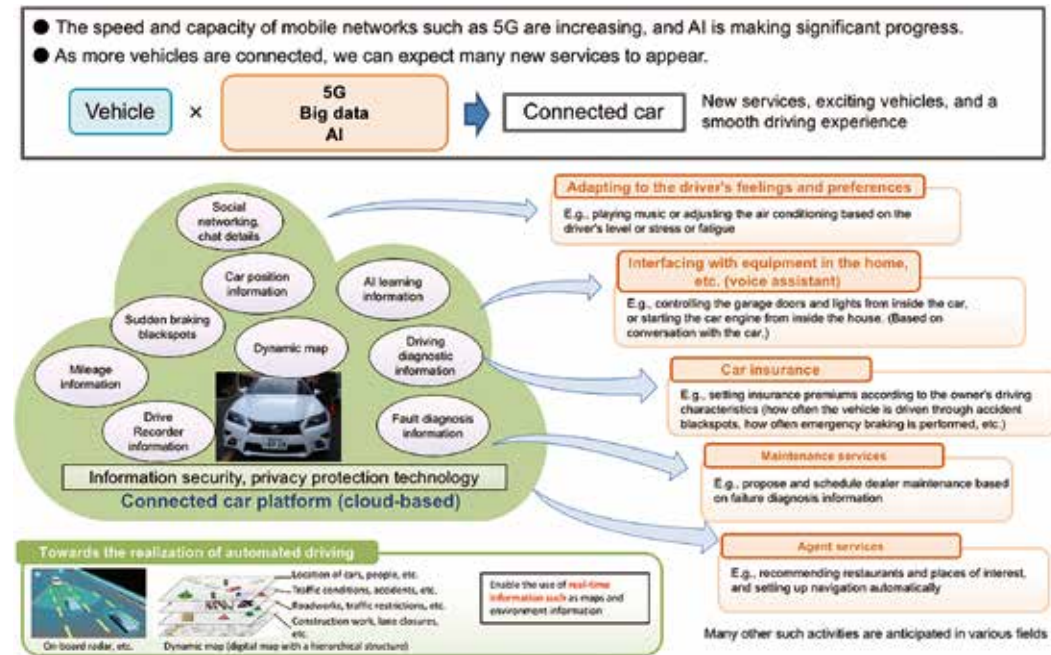 ● The speed and capacity of mobile networks such as 5G are increasing, and AI is making significant progress.
● As more vehicles are connected, we can expect many new services to appear.
Vehicle
×
5G
Big data
AI
Connected car
New services, exciting vehicles, and a
smooth driving experience
Social
networking,
chat details
Car position
information
AI learning
information
Sudden braking
blackspots
Dynamic map
Driving
diagnostic
information
Mileage
information
Drive
Recorder
information
Fault diagnosis
information
Information security, privacy protection technology
Connected car platform (cloud-based)
Adapting to the driver's feelings and preferences
E.g., playing music or adjusting the air conditioning based on the
driver's level or stress or fatigue
Interfacing with equipment in the home,
etc. (voice assistant)
E.g., controlling the garage doors and lights from inside the car,
or starting the car engine from inside the house. (Based on
conversation with the car.)
Car insurance
E.g., setting insurance premiums according to the owner's driving
characteristics (how often the vehicle is driven through accident
blackspots, how often emergency braking is performed, etc.)
Maintenance services
E.g., propose and schedule dealer maintenance based
on failure diagnosis information
Agent services
E.g., recommending restaurants and places of interest,
and setting up navigation automatically
Many other such activities are anticipated in various fields
Towards the realization of automated driving
On-board radar, etc.
Location of cars, people, etc.
Traffic conditions, accidents, etc.
Roadworks, traffic restrictions, etc.
Construction work, lane closures,
etc.
Dynamic map (digital map with a hierarchical structure)
Enable the use of real-time
information such as maps and
environment information